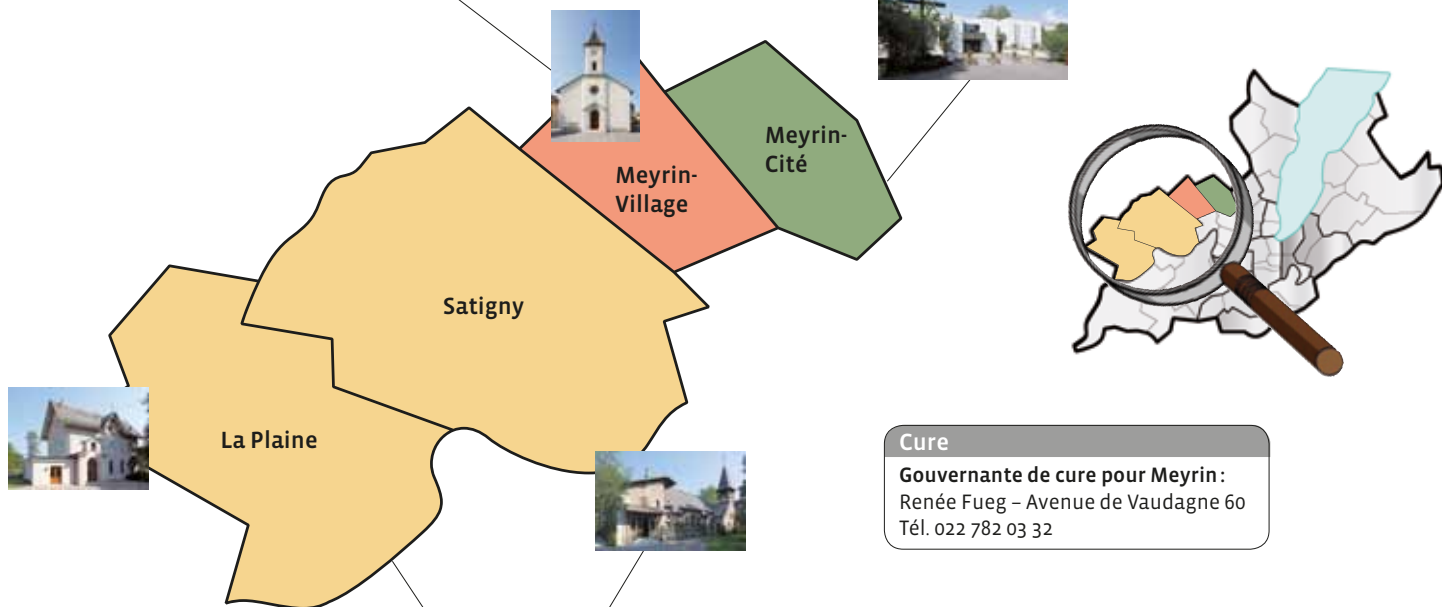 Meyrin-
Cité
Meyrin-
Village
Satigny
La Plaine
Cure
Gouvernante de cure pour Meyrin :
Renée Fueg – Avenue de Vaudagne 60
Tél. 022 782 03 32